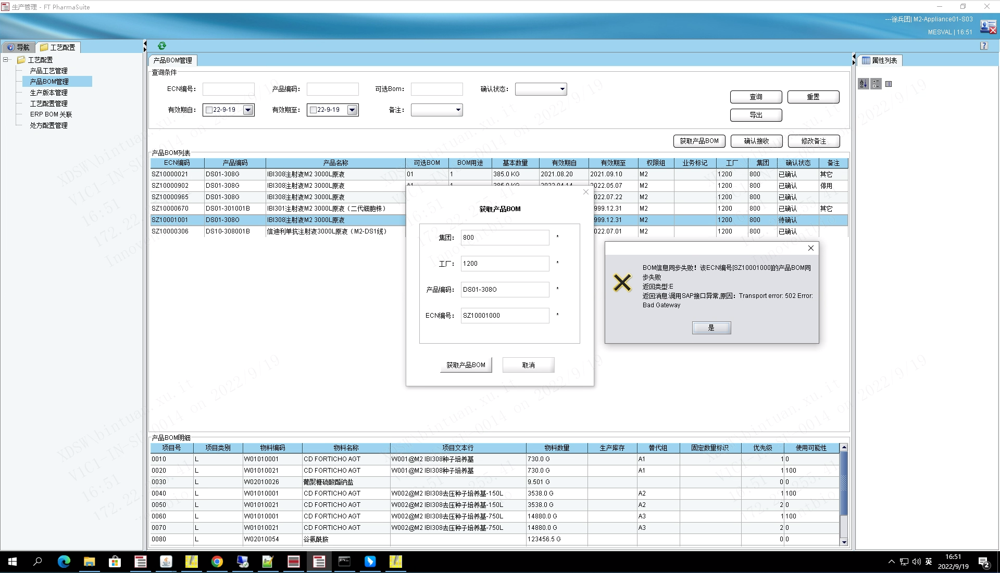 生产管理 - FT PharmaSuite
---徐兵团| M2-Appliance01-S03
MESVAL | 16:51
导航
工艺配置
工艺配置
产品工艺管理
产品BOM管理
生产版本管理
工艺配置管理
ERP BOM 关联
处方配置管理
产品BOM管理
查询条件
ECN编号: 产品编码: 可选Bom: 确认状态:
有效期自: 22-9-19 有效期至: 22-9-19 备注:
查询 重置
导出
获取产品BOM 确认接收 修改备注
产品BOM列表
ECN编码 产品编码 产品名称 可选BOM BOM用途 基本数量 有效期自 有效期至 权限组 业务标记 工厂 集团 确认状态 备注
SZ10000021 DS01-308G IBI308注射液M2 3000L原液 01 1 385.0 KG 2021.08.20 2021.09.10 M2 1200 800 已确认 其它
SZ10000902 DS01-308G IBI308注射液M2 3000L原液 A1 1 385.0 KG 2022.04.14 2022.05.07 M2 1200 800 已确认 停用
SZ10000965 DS01-308G IBI308注射液M2 3000L原液 022.07.22 M2 1200 800 已确认
SZ10000670 DS01-301001B IBI301注射液M2 3000L原液（二代细胞株） 999.12.31 M2 1200 800 已确认 其它
SZ10001001 DS01-308O IBI308注射液M2 3000L原液 999.12.31 M2 1200 800 待确认
SZ10000306 DS10-308001B 信迪利单抗注射液3000L原液（M2-DS1线） 022.07.01 M2 1200 800 已确认
获取产品BOM
集团: 800 *
工厂: 1200 *
产品编码: DS01-308O *
ECN编号: SZ10001000 *
获取产品BOM 取消
BOM信息同步失败！该ECN编号[SZ10001000]的产品BOM同
步失败
返回类型:E
返回消息:调用SAP接口异常,原因：Transport error: 502 Error:
Bad Gateway
是
属性列表
产品BOM明细
项目号 项目类别 物料编码 物料名称 项目文本行 物料数量 生产库存 替代组 固定数量标识 优先级 使用可能性
0010 L W01010001 CD FORTICHO AGT W001@M2 IBI308种子培养基 730.0 G A1 1 0
0020 L W01010021 CD FORTICHO AGT W001@M2 IBI308种子培养基 730.0 G A1 1 100
0030 L W02010026 葡聚糖硫酸酯钠盐 9.501 G 0 0
0040 L W01010001 CD FORTICHO AGT W002@M2 IBI308去压种子培养基-150L 3538.0 G A2 1 100
0050 L W01010021 CD FORTICHO AGT W002@M2 IBI308去压种子培养基-150L 3538.0 G A2 2 0
0060 L W01010001 CD FORTICHO AGT W002@M2 IBI308去压种子培养基-750L 14880.0 G A3 1 100
0070 L W01010021 CD FORTICHO AGT W002@M2 IBI308去压种子培养基-750L 14880.0 G A3 2 0
0080 L W02010054 谷氨酰胺 123456.5 G 0 0
英
16:51
2022/9/19
2